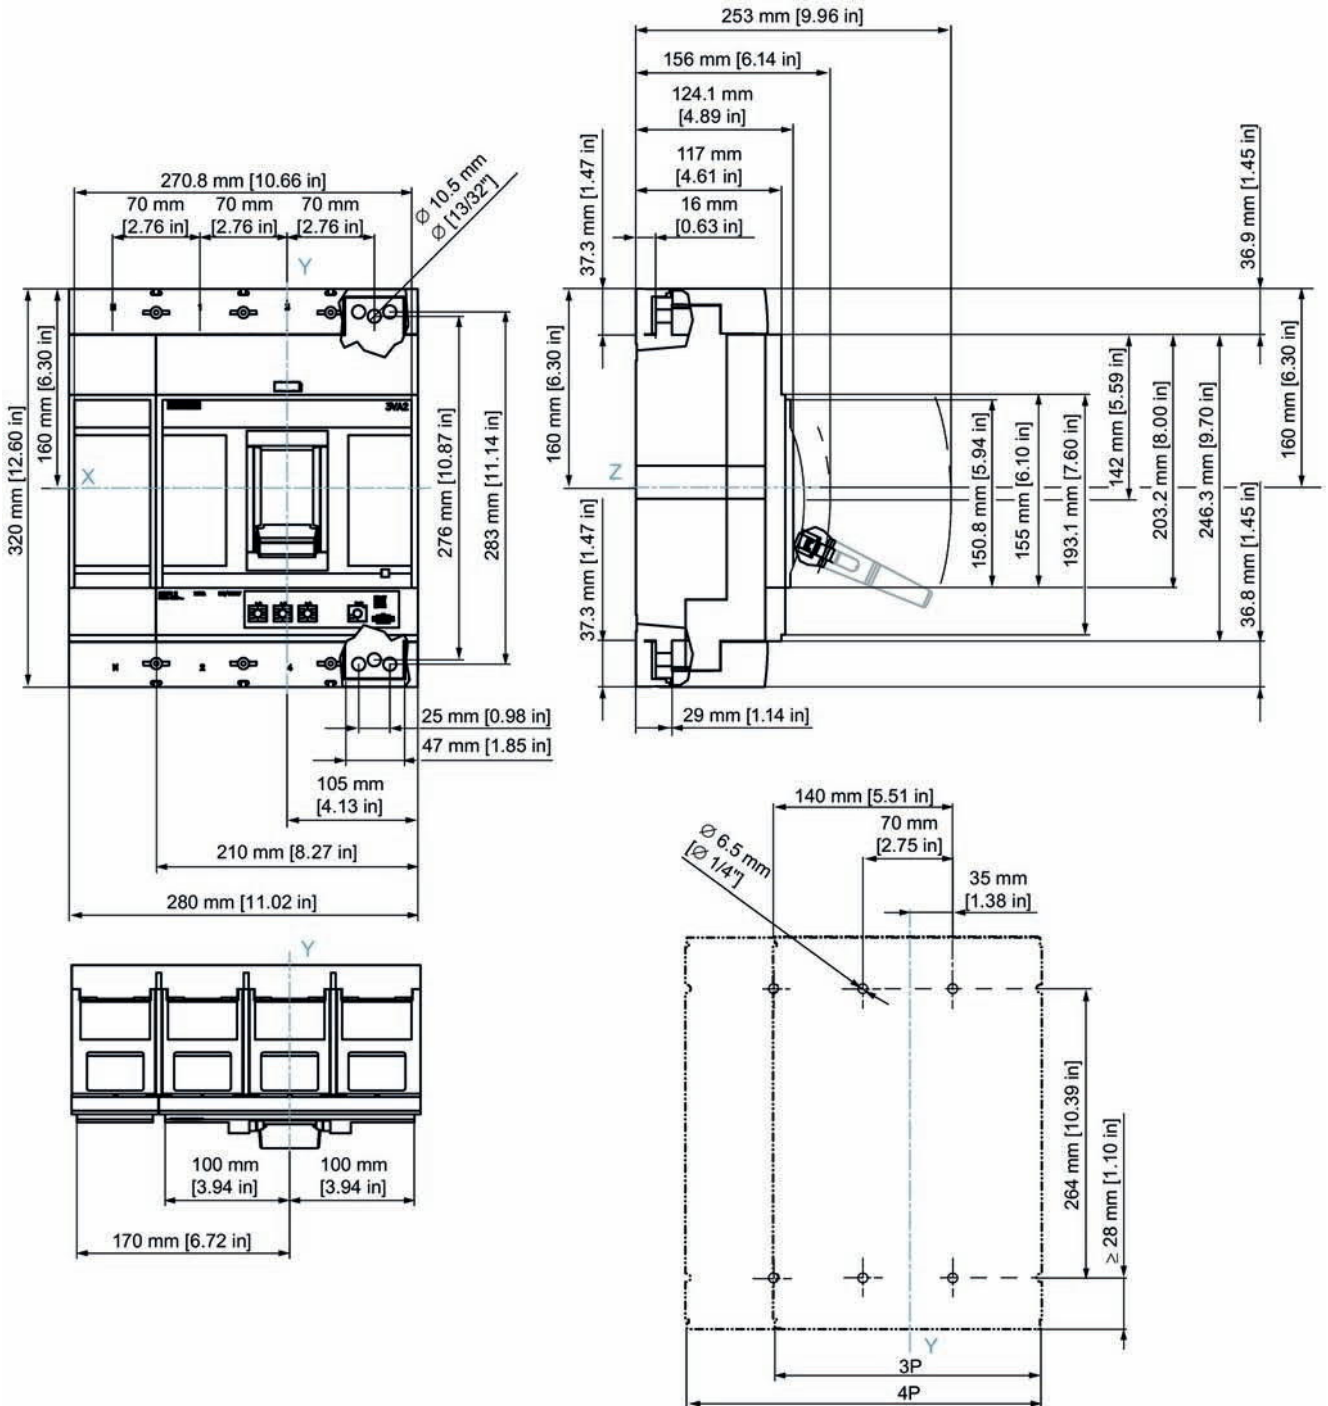 253 mm [9.96 in]
156 mm [6.14 in]
124.1 mm
[4.89 in]
117 mm
[4.61 in]
16 mm
[0.63 in]
37.3 mm [1.47 in]
36.9 mm [1.45 in]
270.8 mm [10.66 in]
70 mm
[2.76 in]
70 mm
[2.76 in]
70 mm
[2.76 in]
Ø 10.5 mm
Ø [13/32"]
Y
N
1
3
320 mm [12.60 in]
160 mm [6.30 in]
3VA2
X
276 mm [10.87 in]
283 mm [11.14 in]
N
2
4
160 mm [6.30 in]
Z
37.3 mm [1.47 in]
150.8 mm [5.94 in]
155 mm [6.10 in]
193.1 mm [7.60 in]
142 mm [5.59 in]
203.2 mm [8.00 in]
246.3 mm [9.70 in]
36.8 mm [1.45 in]
160 mm [6.30 in]
29 mm [1.14 in]
25 mm [0.98 in]
47 mm [1.85 in]
105 mm
[4.13 in]
210 mm [8.27 in]
280 mm [11.02 in]
Y
100 mm
[3.94 in]
100 mm
[3.94 in]
170 mm [6.72 in]
140 mm [5.51 in]
70 mm
[2.75 in]
35 mm
[1.38 in]
Ø 6.5 mm
[Ø 1/4"]
264 mm [10.39 in]
≥ 28 mm [1.10 in]
Y
3P
4P